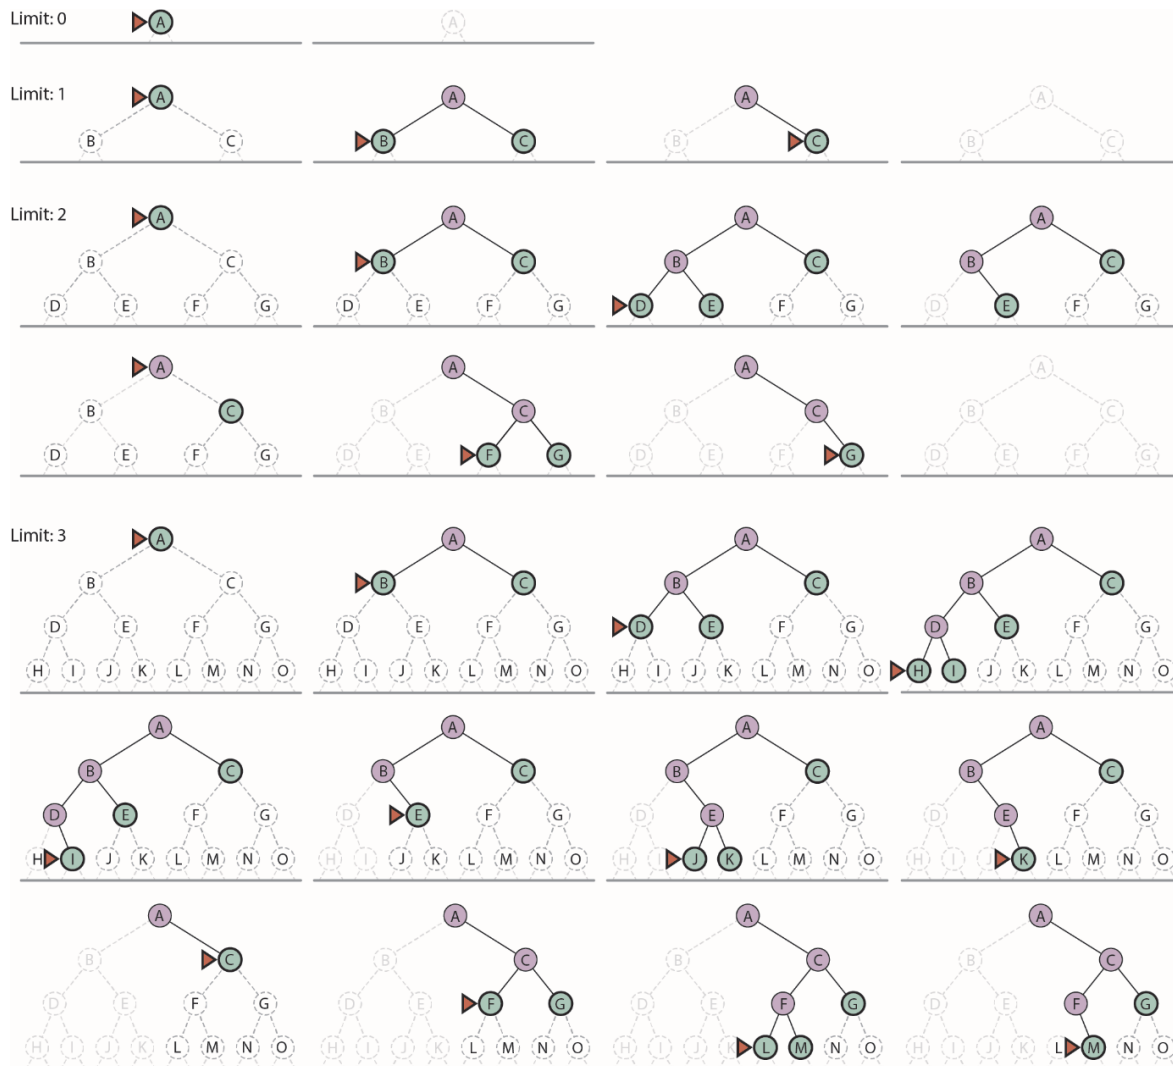 Limit: 0 A A
Limit: 1 A A A A
B C B C B C B C
Limit: 2 A A A A
B C B C B C B C
D E F G D E F G D E F G D E F G
A A A A
B C B C B C B C
D E F G D E F G D E F G D E F G
Limit: 3 A A A A
B C B C B C B C
D E F G D E F G D E F G D E F G
H I J K L M N O H I J K L M N O H I J K L M N O H I J K L M N O
A A A A
B C B C B C B C
D E F G D E F G D E F G D E F G
H I J K L M N O H I J K L M N O H I J K L M N O H I J K L M N O
A A A A
B C B C B C B C
D E F G D E F G D E F G D E F G
H I J K L M N O H I J K L M N O H I J K L M N O H I J K L M N O